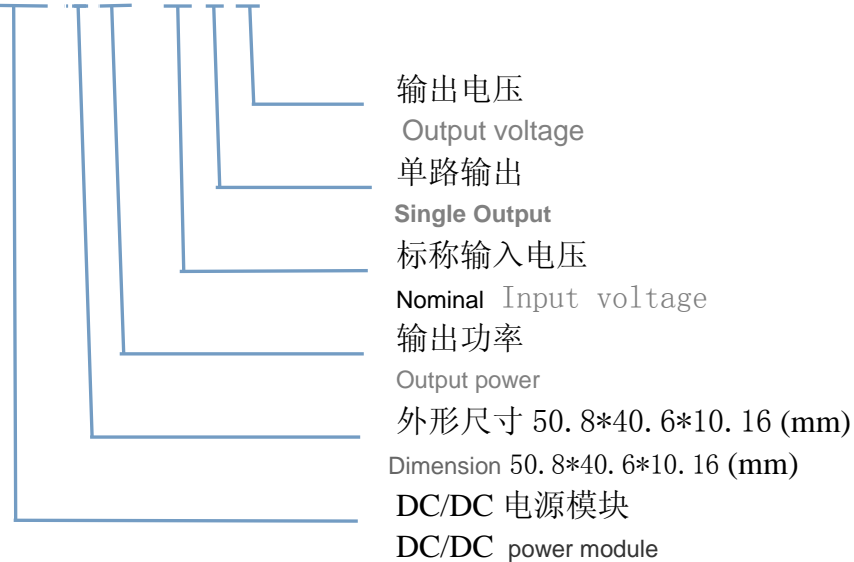 输出电压
Output voltage
单路输出
Single Output
标称输入电压
Nominal Input voltage
输出功率
Output power
外形尺寸 50.8*40.6*10.16 (mm)
Dimension 50.8*40.6*10.16 (mm)
DC/DC 电源模块
DC/DC power module